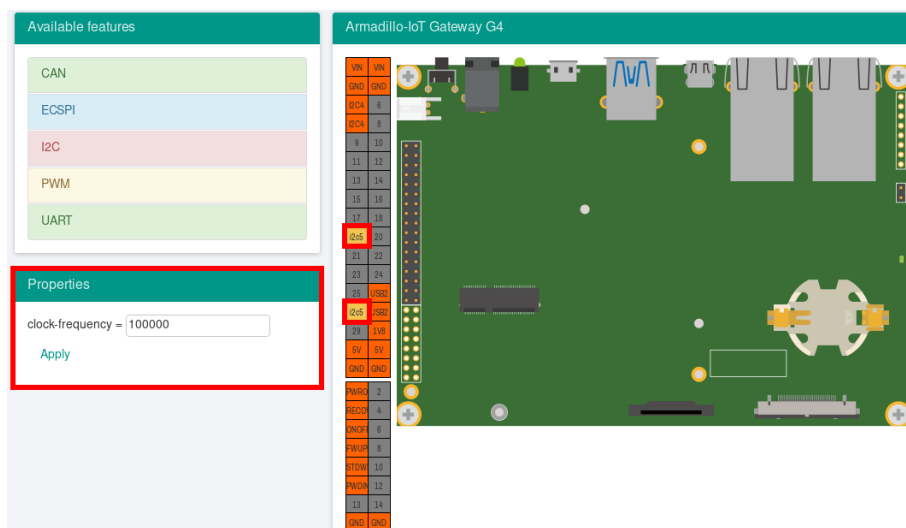 Available features
CAN
ECSPI
I2C
PWM
UART
Properties
clock-frequency = 100000
Apply
Armadillo-IoT Gateway G4
VIN VIN
GND GND
I2C4 6
I2C4 8
9 10
11 12
13 14
15 16
17 18
i2c5 20
21 22
23 24
25 USB2
i2c5 USB2
29 1V8
5V 5V
GND GND
PWRO 2
RECO 4
ONOF 6
FWUP 8
STDW 10
PWDIN 12
13 14
GND GND